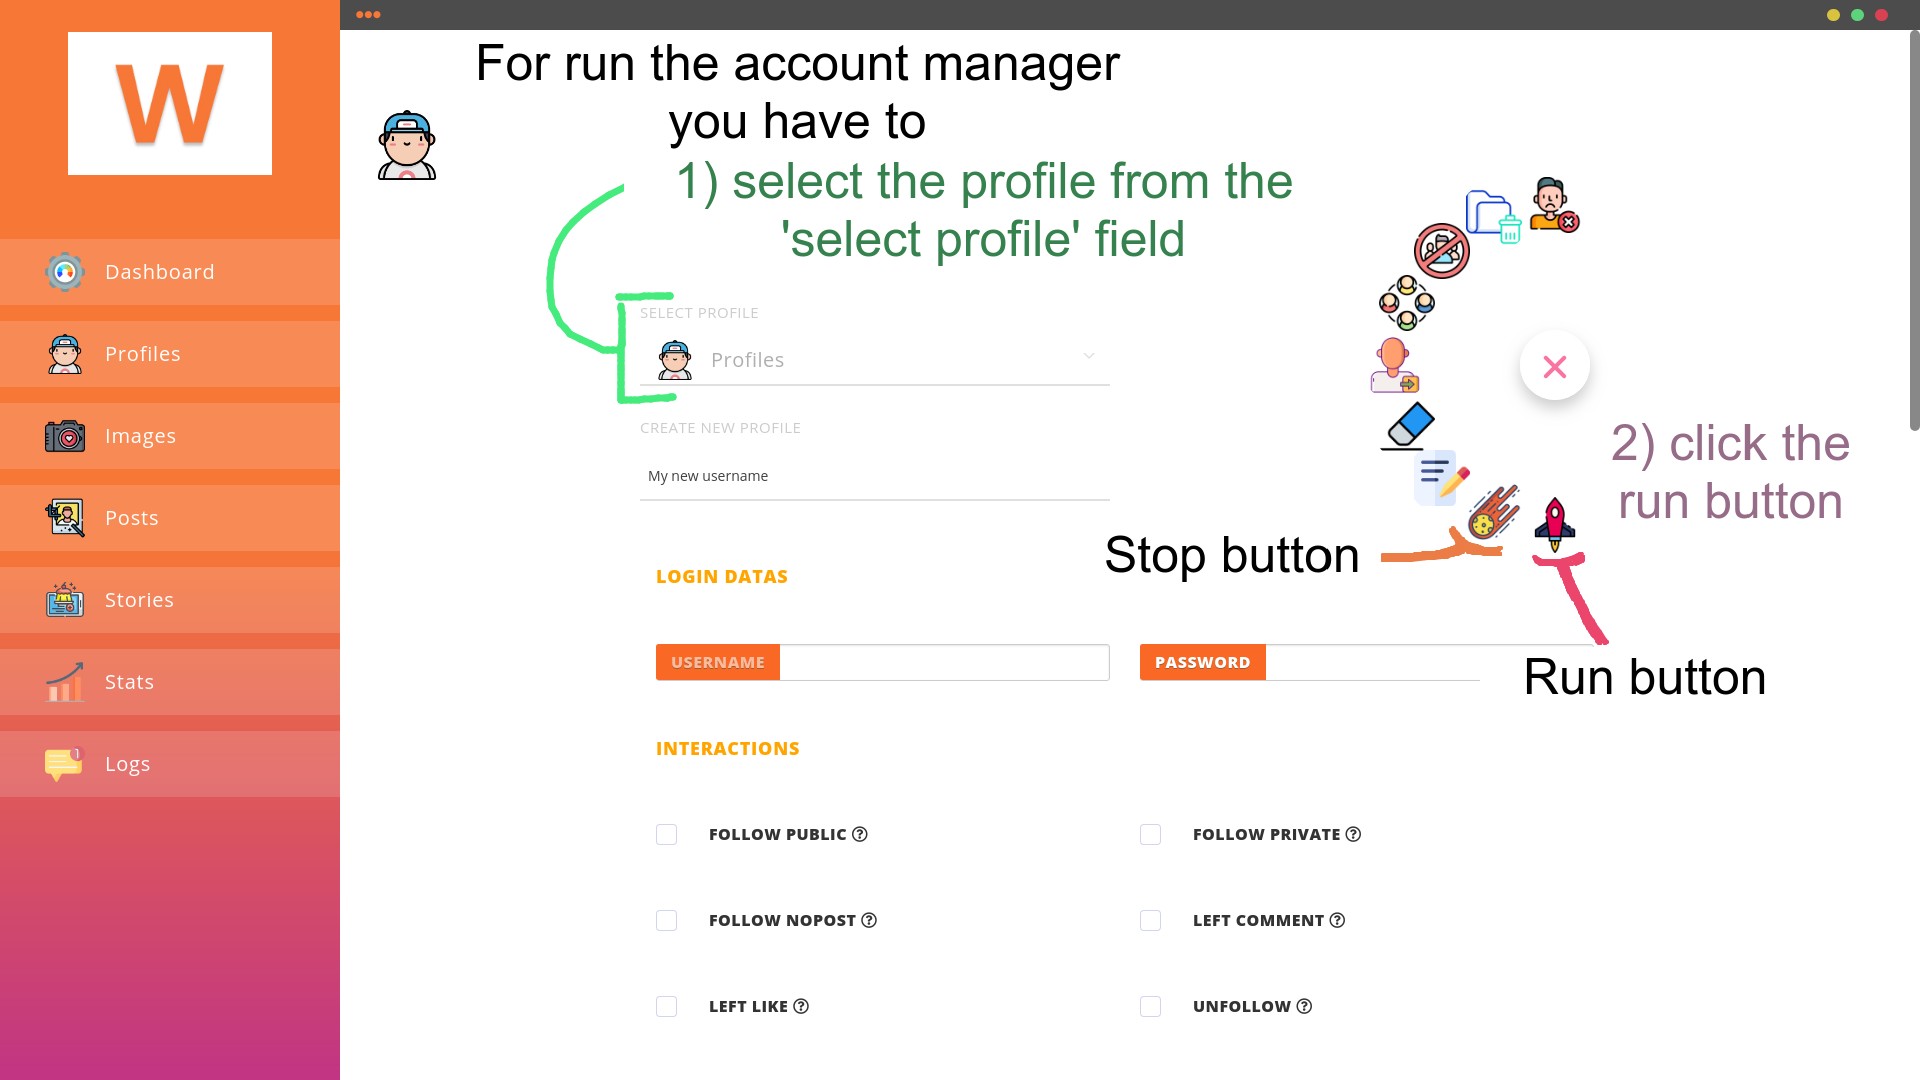 W
Dashboard
Profiles
Images
Posts
Stories
Stats
1
Logs
For run the account manager
you have to
1) select the profile from the
'select profile' field
SELECT PROFILE
Profiles
CREATE NEW PROFILE
My new username
2) click the
run button
Stop button
Run button
LOGIN DATAS
USERNAME
PASSWORD
INTERACTIONS
FOLLOW PUBLIC ?
FOLLOW PRIVATE ?
FOLLOW NOPOST ?
LEFT COMMENT ?
LEFT LIKE ?
UNFOLLOW ?